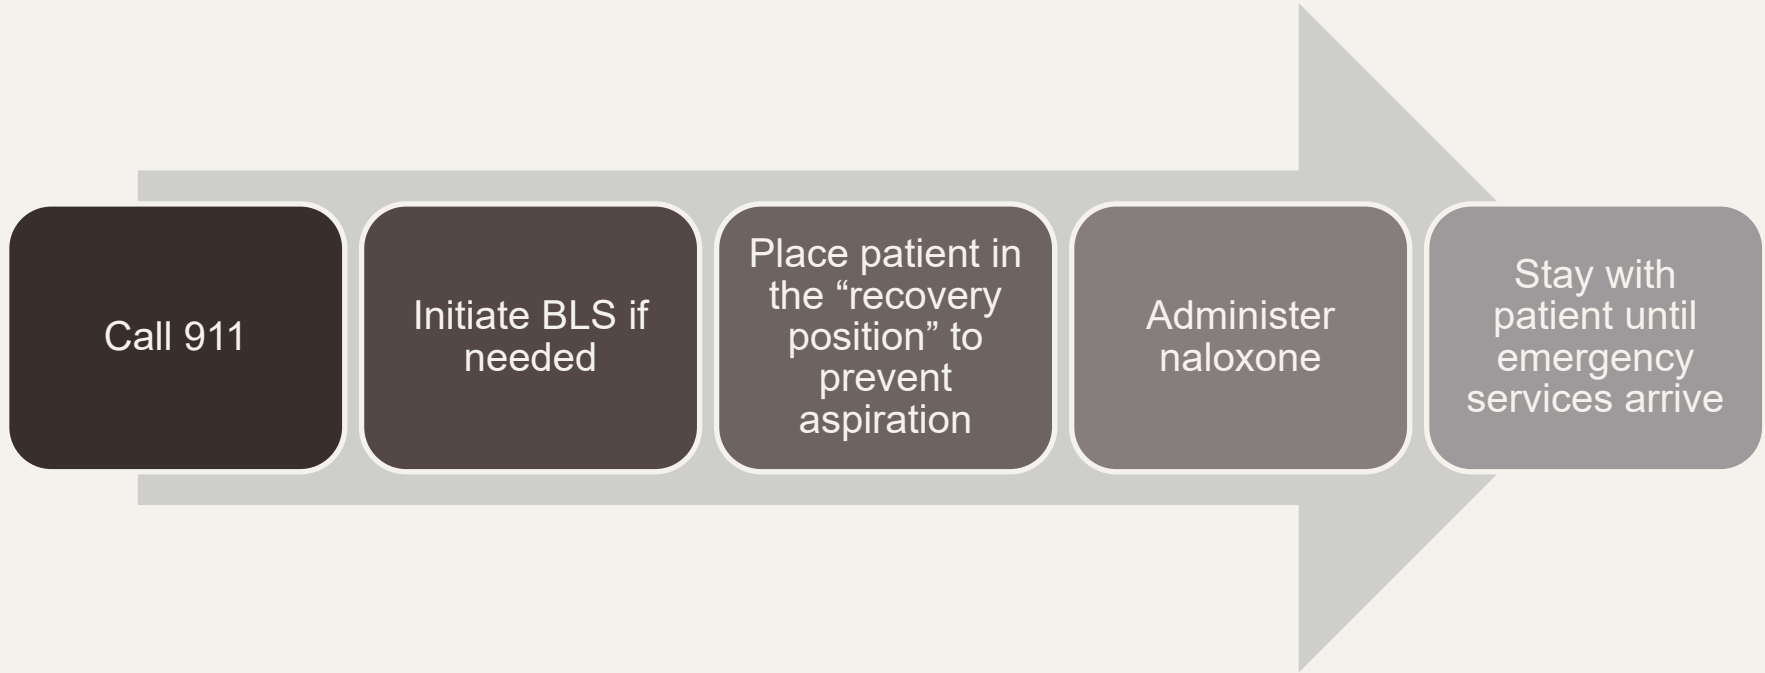 Call 911
Initiate BLS if
needed
Place patient in
the “recovery
position” to
prevent
aspiration
Administer
naloxone
Stay with
patient until
emergency
services arrive